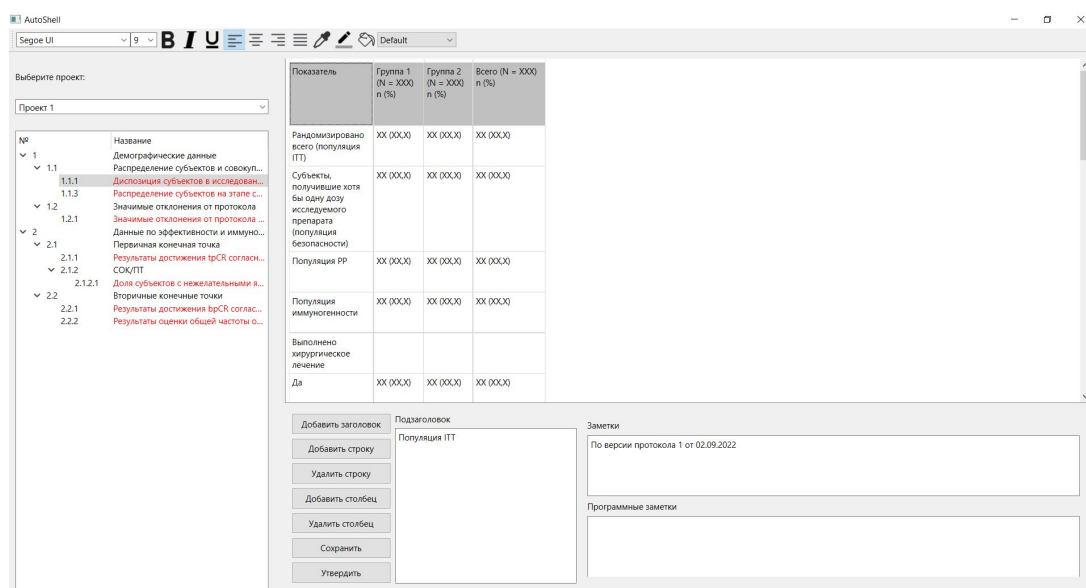 AutoShell
Segoe UI
9
B I U
Default
Выберите проект:
Проект 1
№ Название
1 Демографические данные
1.1 Распределение субъектов и совокуп...
1.1.1 Диспозиция субъектов в исследован...
1.1.3 Распределение субъектов на этапе с...
1.2 Значимые отклонения от протокола
1.2.1 Значимые отклонения от протокола ...
2 Данные по эффективности и иммуно...
2.1 Первичная конечная точка
2.1.1 Результаты достижения tpCR согласн...
2.1.2 СОК/ПТ
2.1.2.1 Доля субъектов с нежелательными я...
2.2 Вторичные конечные точки
2.2.1 Результаты достижения bpCR соглас...
2.2.2 Результаты оценки общей частоты о...
Показатель Группа 1 Группа 2 Всего (N = XXX)
(N = XXX) (N = XXX) n (%)
n (%) n (%)
Рандомизировано XX (XX,X) XX (XX,X) XX (XX,X)
всего (популяция
ITT)
Субъекты, XX (XX,X) XX (XX,X) XX (XX,X)
получившие хотя
бы одну дозу
исследуемого
препарата
(популяция
безопасности)
Популяция PP XX (XX,X) XX (XX,X) XX (XX,X)
Популяция XX (XX,X) XX (XX,X) XX (XX,X)
иммуногенности
Выполнено
хирургическое
лечение
Да XX (XX,X) XX (XX,X) XX (XX,X)
Добавить заголовок
Добавить строку
Удалить строку
Добавить столбец
Удалить столбец
Сохранить
Утвердить
Подзаголовок
Популяция ITT
Заметки
По версии протокола 1 от 02.09.2022
Программные заметки